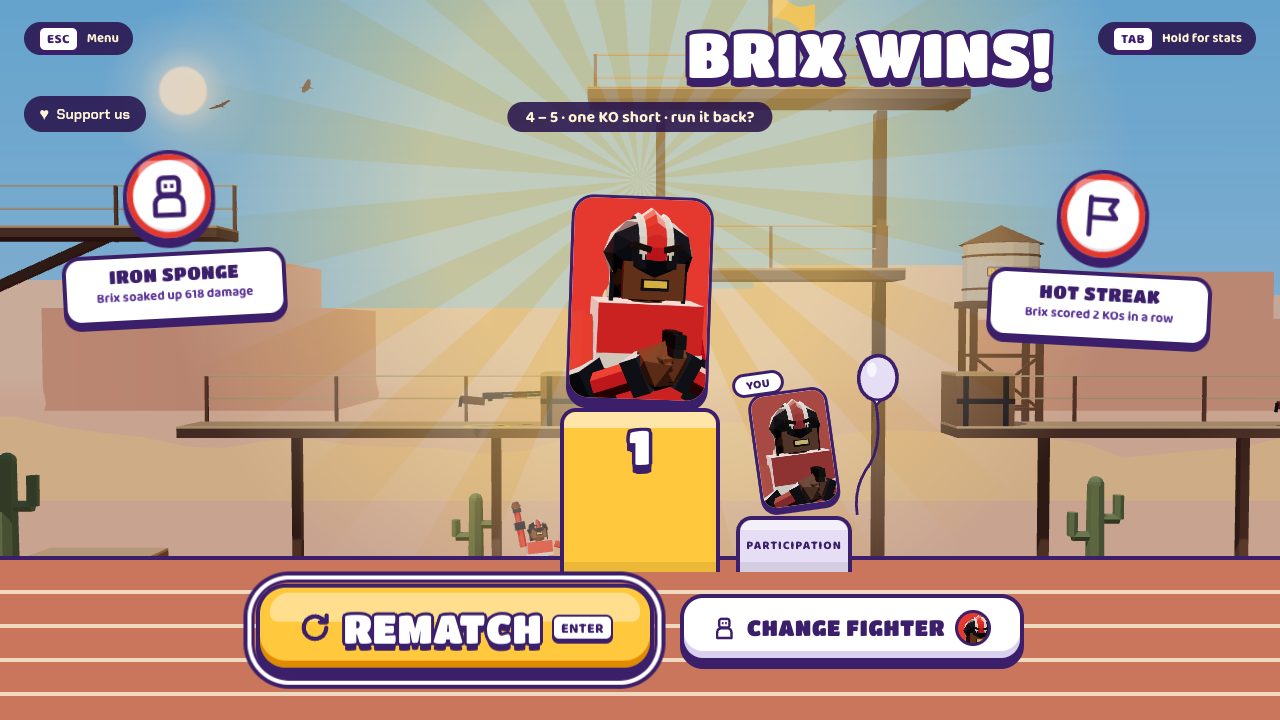 ESC Menu
BRIX WINS!
TAB Hold for stats
♥ Support us
4 – 5 · one KO short · run it back?
IRON SPONGE
Brix soaked up 618 damage
HOT STREAK
Brix scored 2 KOs in a row
YOU
1
PARTICIPATION
REMATCH ENTER
CHANGE FIGHTER